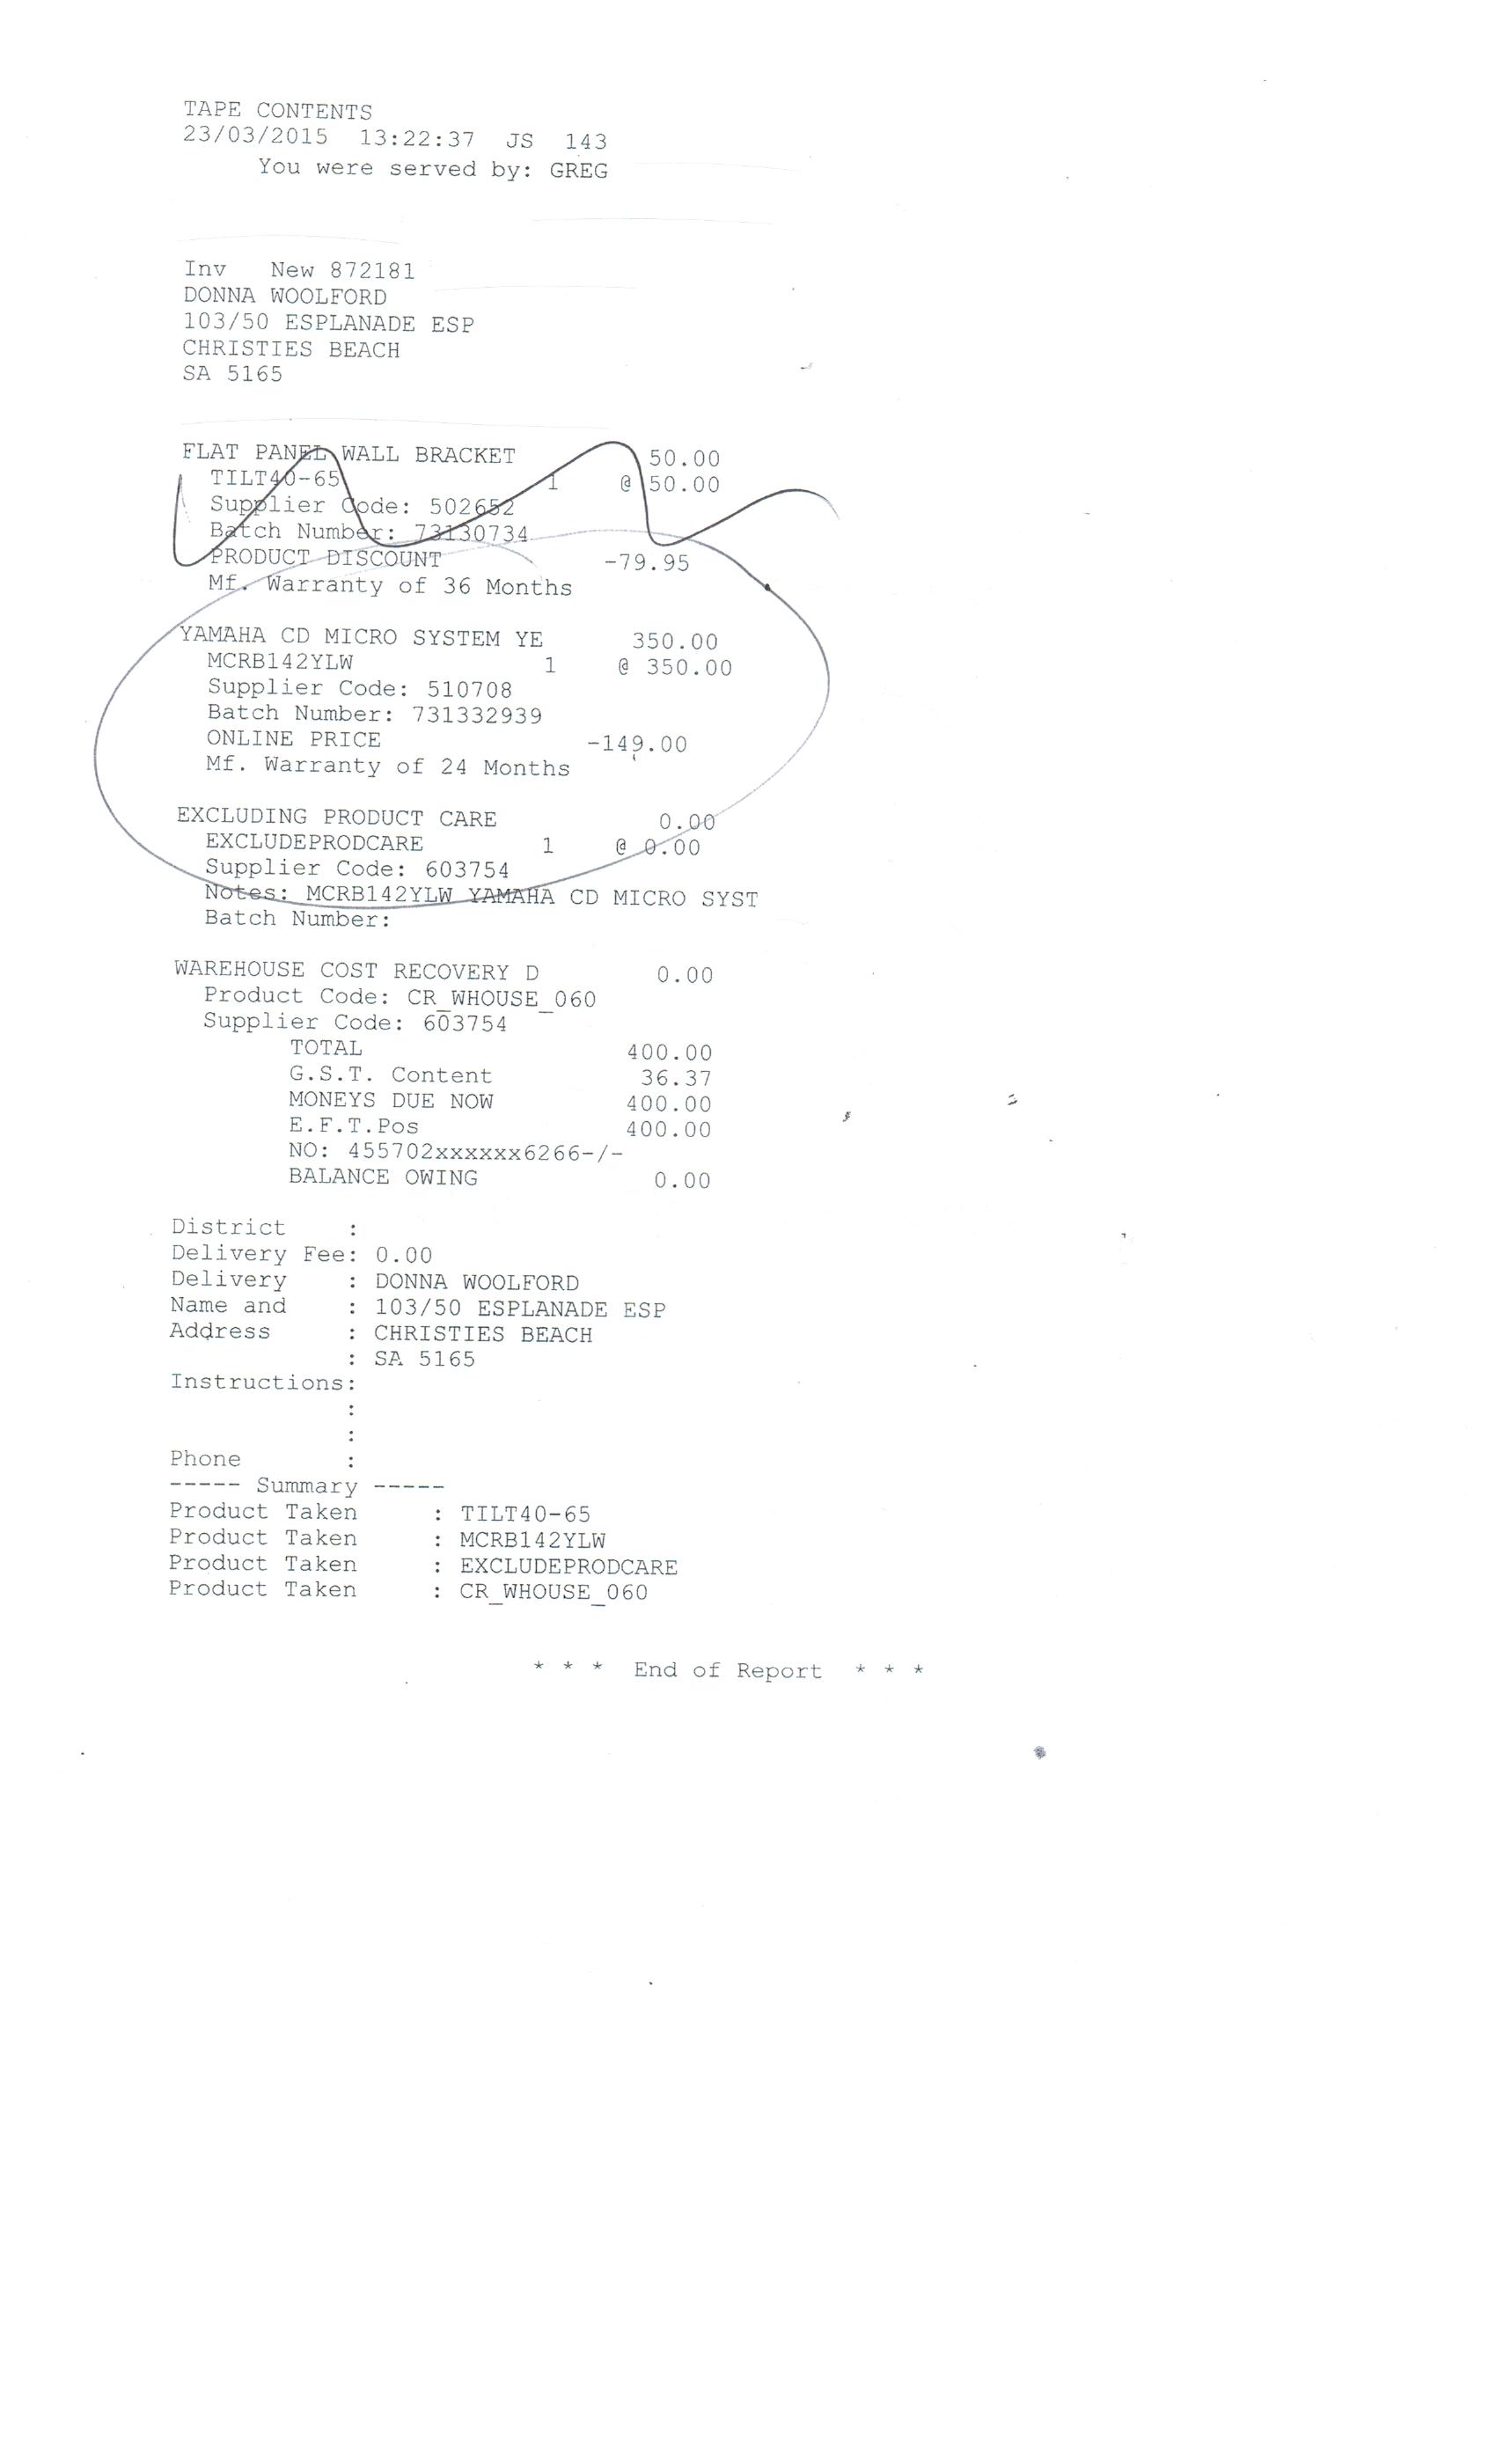 TAPE CONTENTS
23/03/2015 13:22:37 JS 143
You were served by: GREG
Inv New 872181
DONNA WOOLFORD
103/50 ESPLANADE ESP
CHRISTIES BEACH
SA 5165
FLAT PANEL WALL BRACKET 50.00
TILT40-65 1 @ 50.00
Supplier Code: 502652
Batch Number: 73130734
PRODUCT DISCOUNT -79.95
Mf. Warranty of 36 Months
YAMAHA CD MICRO SYSTEM YE 350.00
MCRB142YLW 1 @ 350.00
Supplier Code: 510708
Batch Number: 731332939
ONLINE PRICE -149.00
Mf. Warranty of 24 Months
EXCLUDING PRODUCT CARE 0.00
EXCLUDEPRODCARE 1 @ 0.00
Supplier Code: 603754
Notes: MCRB142YLW YAMAHA CD MICRO SYST
Batch Number:
WAREHOUSE COST RECOVERY D 0.00
Product Code: CR_WHOUSE_060
Supplier Code: 603754
TOTAL 400.00
G.S.T. Content 36.37
MONEYS DUE NOW 400.00
E.F.T.Pos 400.00
NO: 455702xxxxxx6266-/-
BALANCE OWING 0.00
District :
Delivery Fee: 0.00
Delivery : DONNA WOOLFORD
Name and : 103/50 ESPLANADE ESP
Address : CHRISTIES BEACH
: SA 5165
Instructions:
:
:
Phone :
----- Summary -----
Product Taken : TILT40-65
Product Taken : MCRB142YLW
Product Taken : EXCLUDEPRODCARE
Product Taken : CR_WHOUSE_060
* * * End of Report * * *